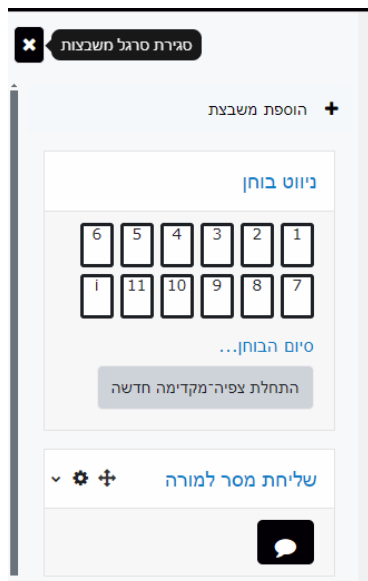 סגירת סרגל משבצות
הוספת משבצת
ניווט בוחן
1 2 3 4 5 6
7 8 9 10 11 i
סיום הבוחן...
התחלת צפיה־מקדימה חדשה
שליחת מסר למורה